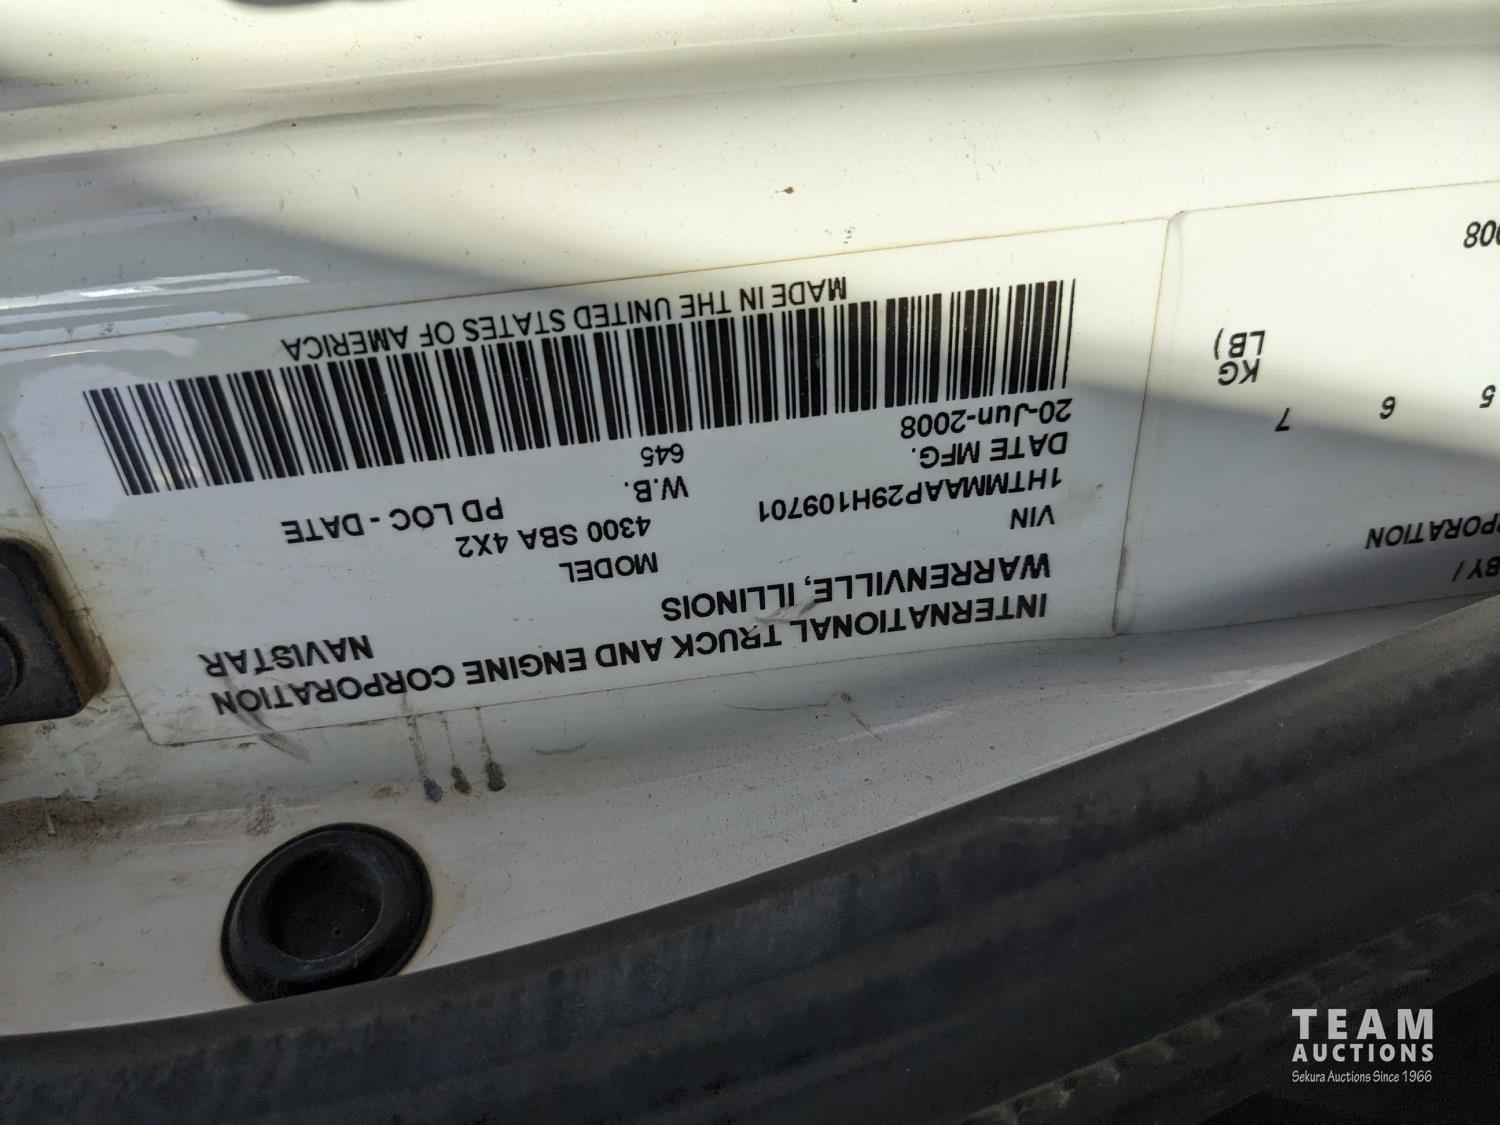 INTERNATIONAL TRUCK AND ENGINE CORPORATION
WARRENVILLE, ILLINOIS
NAVISTAR
VIN
1HTMMAAP29H109701
MODEL
4300 SBA 4X2
DATE MFG.
20-Jun-2008
W.B.
645
PD LOC - DATE
MADE IN THE UNITED STATES OF AMERICA
BY /
PORATION
5 6 7
KG
LB)
008
TEAM
AUCTIONS
Sekura Auctions Since 1966